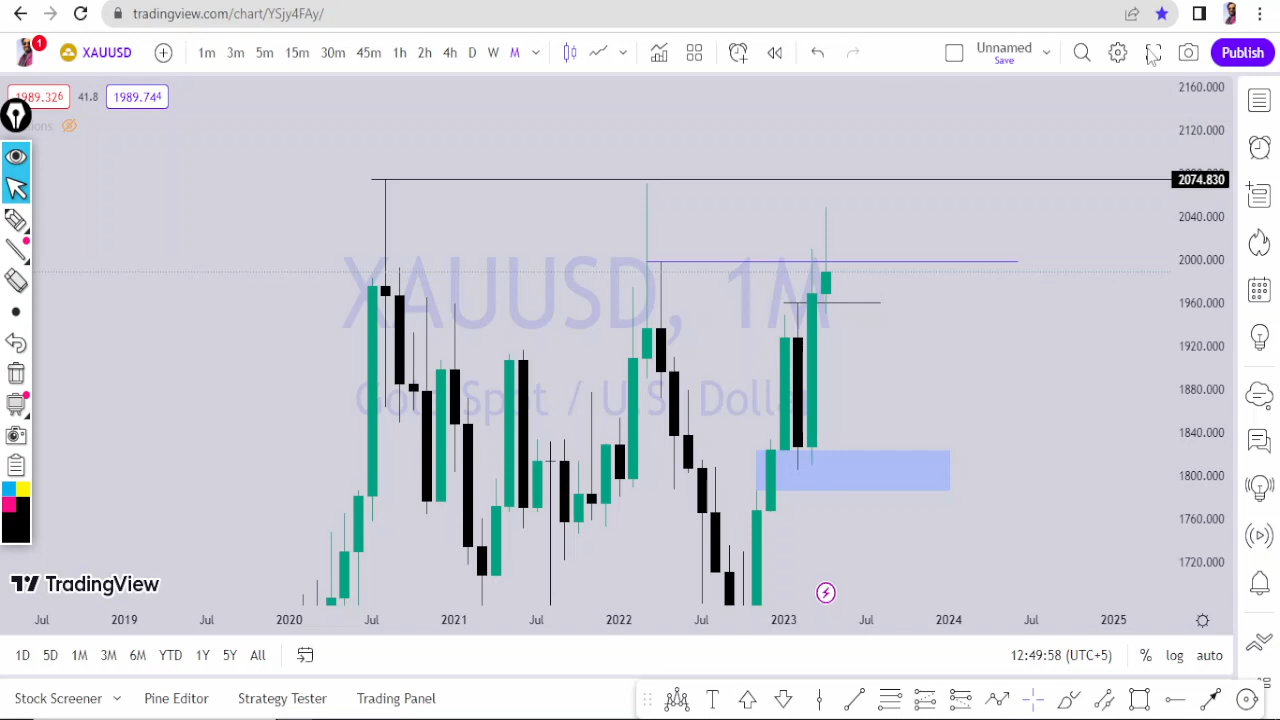 tradingview.com/chart/YSjy4FAy/
1 XAUUSD 1m 3m 5m 15m 30m 45m 1h 2h 4h D W M Unnamed Save Publish
1989.326 41.8 1989.744
XAUUSD, 1M
Gold Spot / U.S. Dollar
2160.000
2120.000
2074.830
2040.000
2000.000
1960.000
1920.000
1880.000
1840.000
1800.000
1760.000
1720.000
TradingView
Jul 2019 Jul 2020 Jul 2021 Jul 2022 Jul 2023 Jul 2024 Jul 2025
1D 5D 1M 3M 6M YTD 1Y 5Y All 12:49:58 (UTC+5) % log auto
Stock Screener Pine Editor Strategy Tester Trading Panel